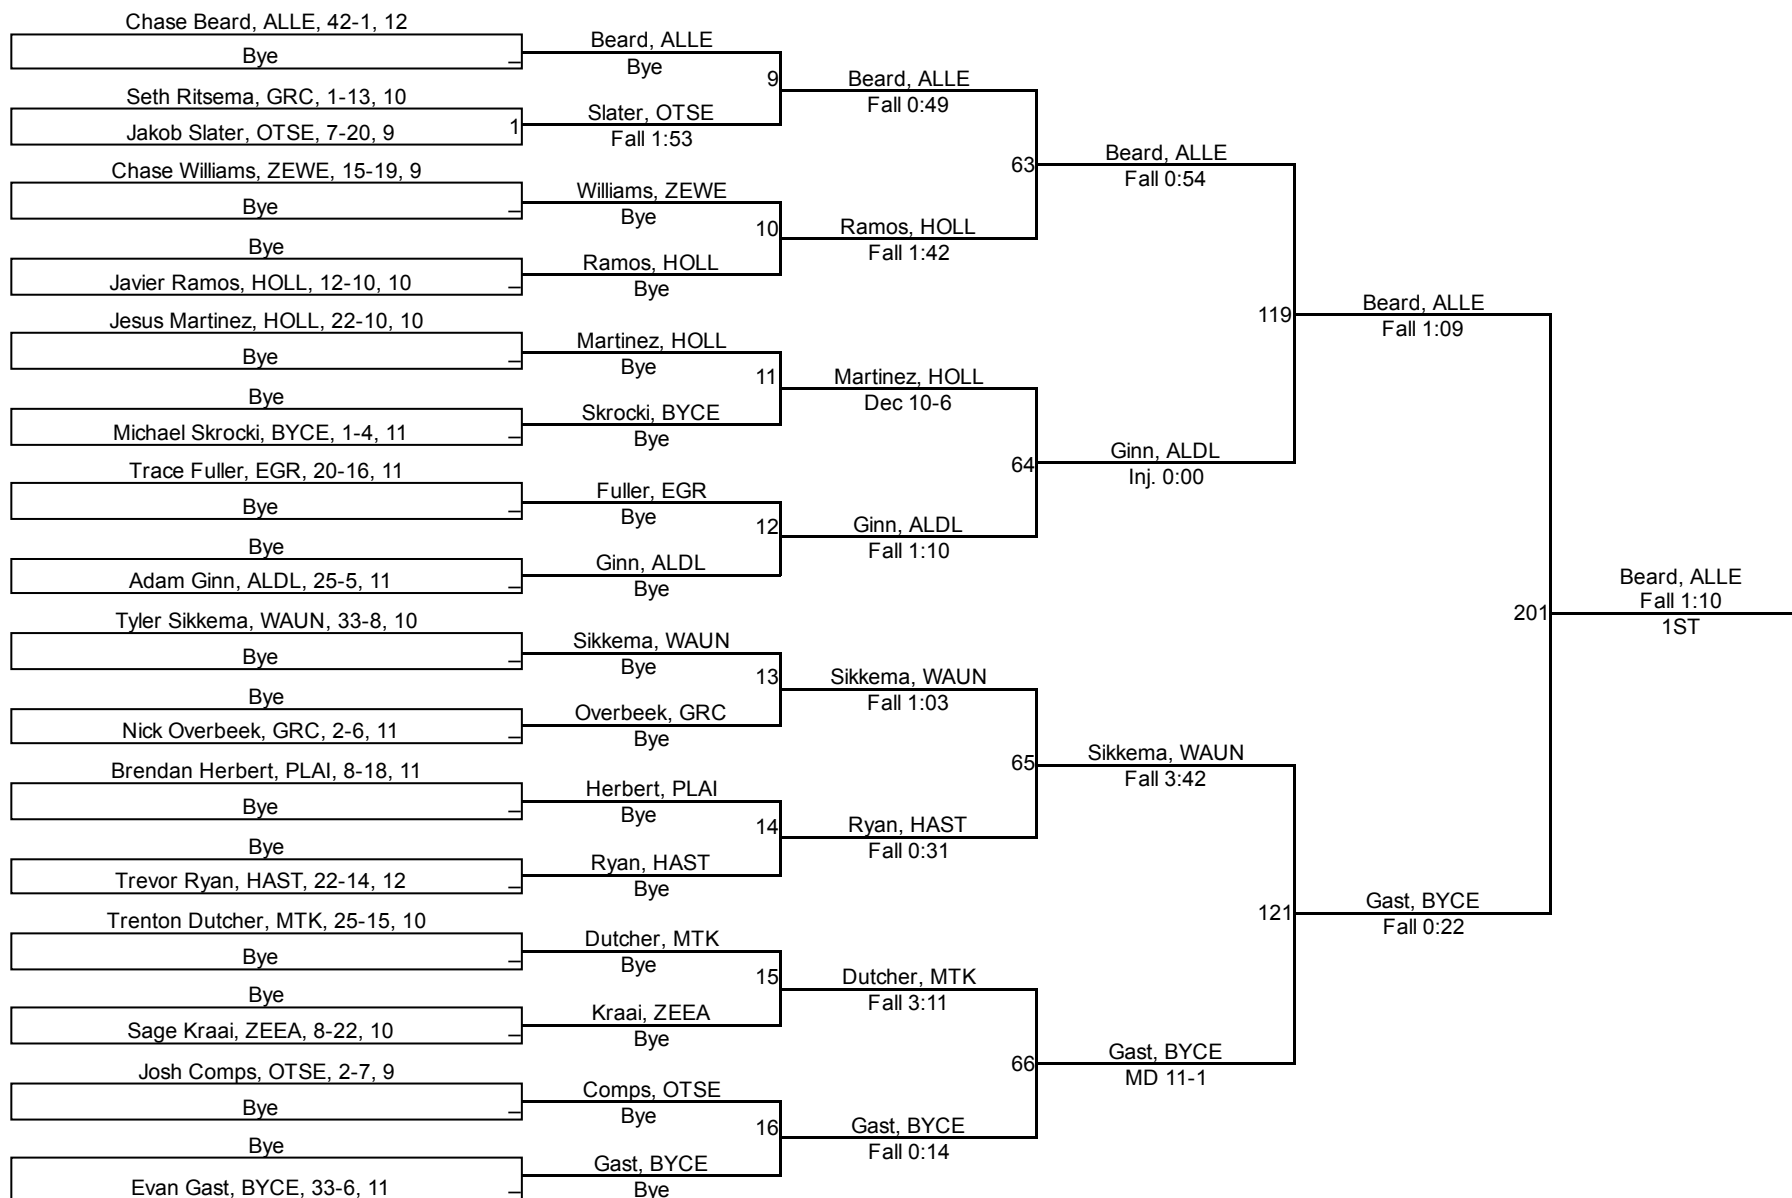 Chase Beard, ALLE, 42-1, 12
Bye
Seth Ritsema, GRC, 1-13, 10
Jakob Slater, OTSE, 7-20, 9
1
Chase Williams, ZEWE, 15-19, 9
Bye
Bye
Javier Ramos, HOLL, 12-10, 10
Jesus Martinez, HOLL, 22-10, 10
Bye
Bye
Michael Skrocki, BYCE, 1-4, 11
Trace Fuller, EGR, 20-16, 11
Bye
Bye
Adam Ginn, ALDL, 25-5, 11
Tyler Sikkema, WAUN, 33-8, 10
Bye
Bye
Nick Overbeek, GRC, 2-6, 11
Brendan Herbert, PLAI, 8-18, 11
Bye
Bye
Trevor Ryan, HAST, 22-14, 12
Trenton Dutcher, MTK, 25-15, 10
Bye
Bye
Sage Kraai, ZEEA, 8-22, 10
Josh Comps, OTSE, 2-7, 9
Bye
Bye
Evan Gast, BYCE, 33-6, 11
Beard, ALLE
Bye
9
Slater, OTSE
Fall 1:53
Williams, ZEWE
Bye
10
Ramos, HOLL
Bye
Martinez, HOLL
Bye
11
Skrocki, BYCE
Bye
Fuller, EGR
Bye
12
Ginn, ALDL
Bye
Sikkema, WAUN
Bye
13
Overbeek, GRC
Bye
Herbert, PLAI
Bye
14
Ryan, HAST
Bye
Dutcher, MTK
Bye
15
Kraai, ZEEA
Bye
Comps, OTSE
Bye
16
Gast, BYCE
Bye
Beard, ALLE
Fall 0:49
63
Ramos, HOLL
Fall 1:42
Martinez, HOLL
Dec 10-6
64
Ginn, ALDL
Fall 1:10
Sikkema, WAUN
Fall 1:03
65
Ryan, HAST
Fall 0:31
Dutcher, MTK
Fall 3:11
66
Gast, BYCE
Fall 0:14
Beard, ALLE
Fall 0:54
119
Ginn, ALDL
Inj. 0:00
Sikkema, WAUN
Fall 3:42
121
Gast, BYCE
MD 11-1
Beard, ALLE
Fall 1:09
201
Gast, BYCE
Fall 0:22
Beard, ALLE
Fall 1:10
1ST